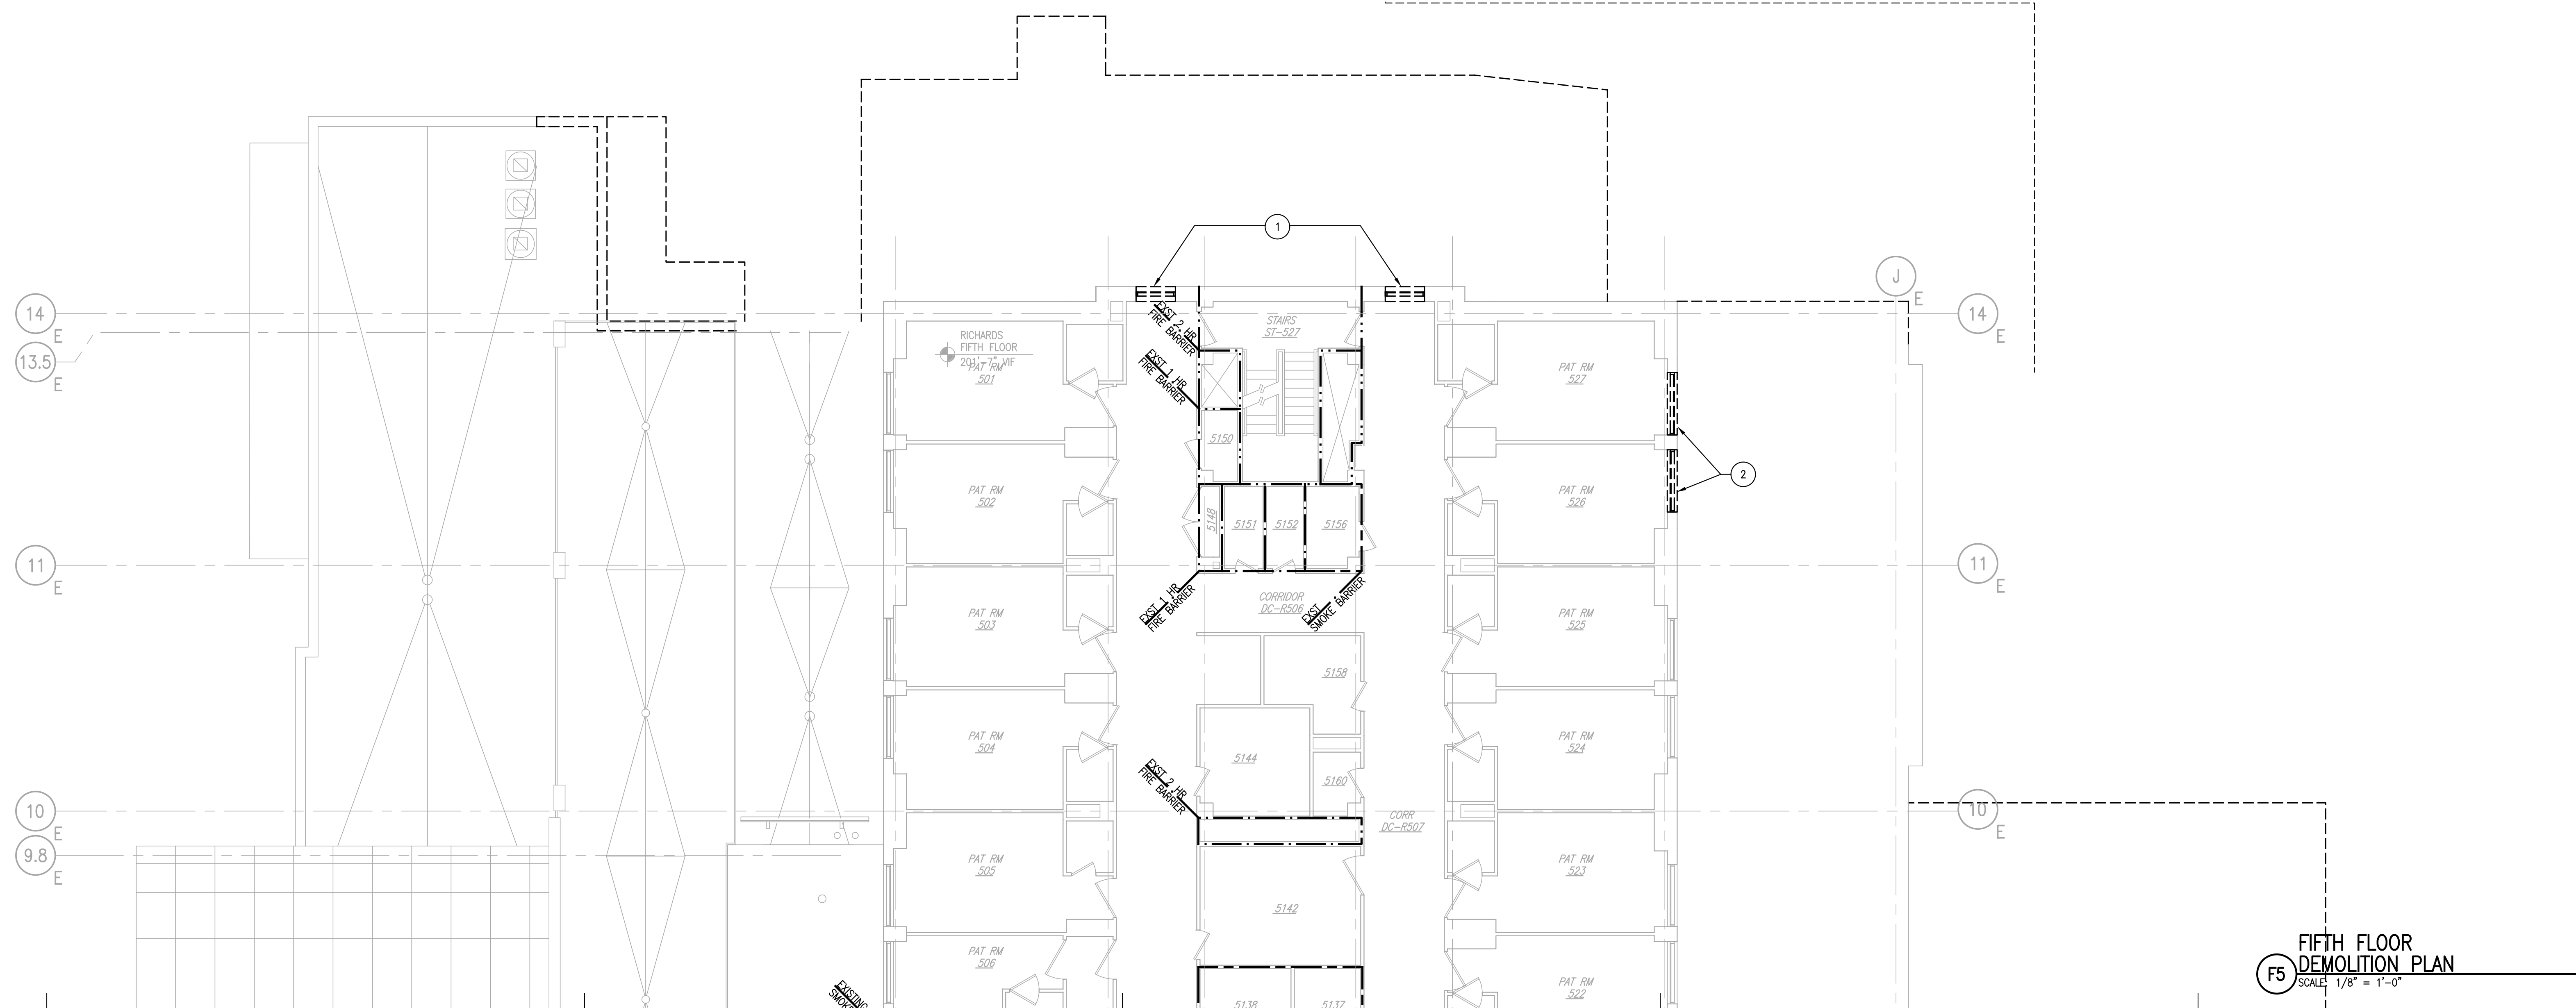 1
J
E
14
E
14
E
13.5
E
EXST 2 HR
FIRE BARRIER
STAIRS
ST-527
RICHARDS
FIFTH FLOOR
201'-7" VIF
PAT RM
501
EXST 1 HR
FIRE BARRIER
PAT RM
527
5150
2
PAT RM
502
PAT RM
526
5148
5151
5152
5156
11
E
11
E
EXST 1 HR
FIRE BARRIER
CORRIDOR
DC-R506
EXST
SMOKE BARRIER
PAT RM
503
PAT RM
525
5158
PAT RM
504
PAT RM
524
5144
5160
EXST 2 HR
FIRE BARRIER
10
E
10
E
CORR
DC-R507
9.8
E
PAT RM
505
PAT RM
523
5142
PAT RM
506
PAT RM
522
EXISTING
5138
5137
F5
FIFTH FLOOR
DEMOLITION PLAN
SCALE: 1/8" = 1'-0"